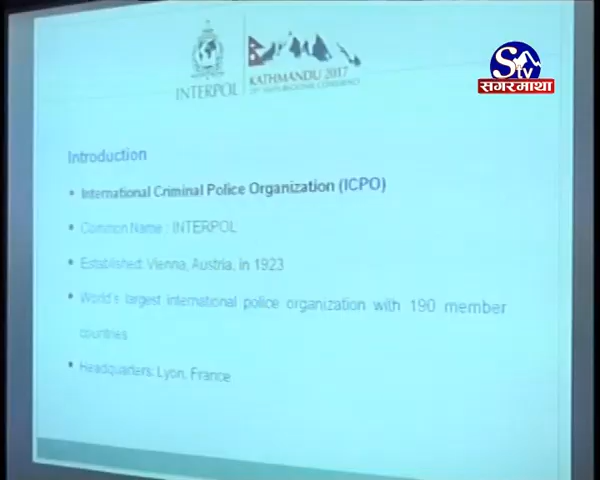 INTERPOL
KATHMANDU 2017
Stv
सगरमाथा
Introduction
• International Criminal Police Organization (ICPO)
• Common Name : INTERPOL
• Established: Vienna, Austria, in 1923
• World's largest international police organization with 190 member
countries
• Headquarters: Lyon, France